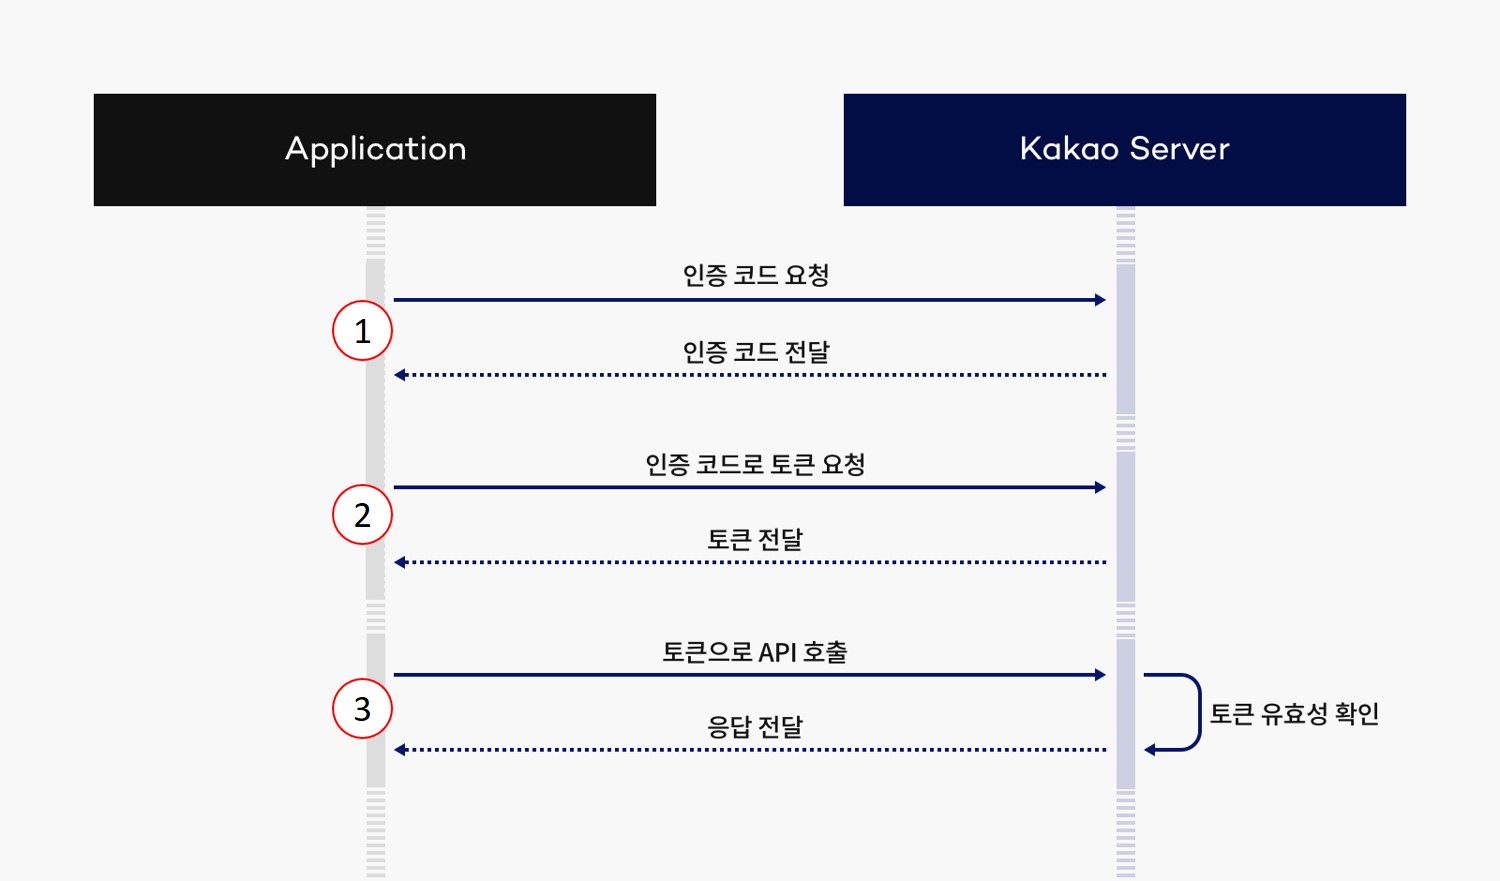 Application
Kakao Server
인증 코드 요청
1
인증 코드 전달
인증 코드로 토큰 요청
2
토큰 전달
토큰으로 API 호출
3
토큰 유효성 확인
응답 전달